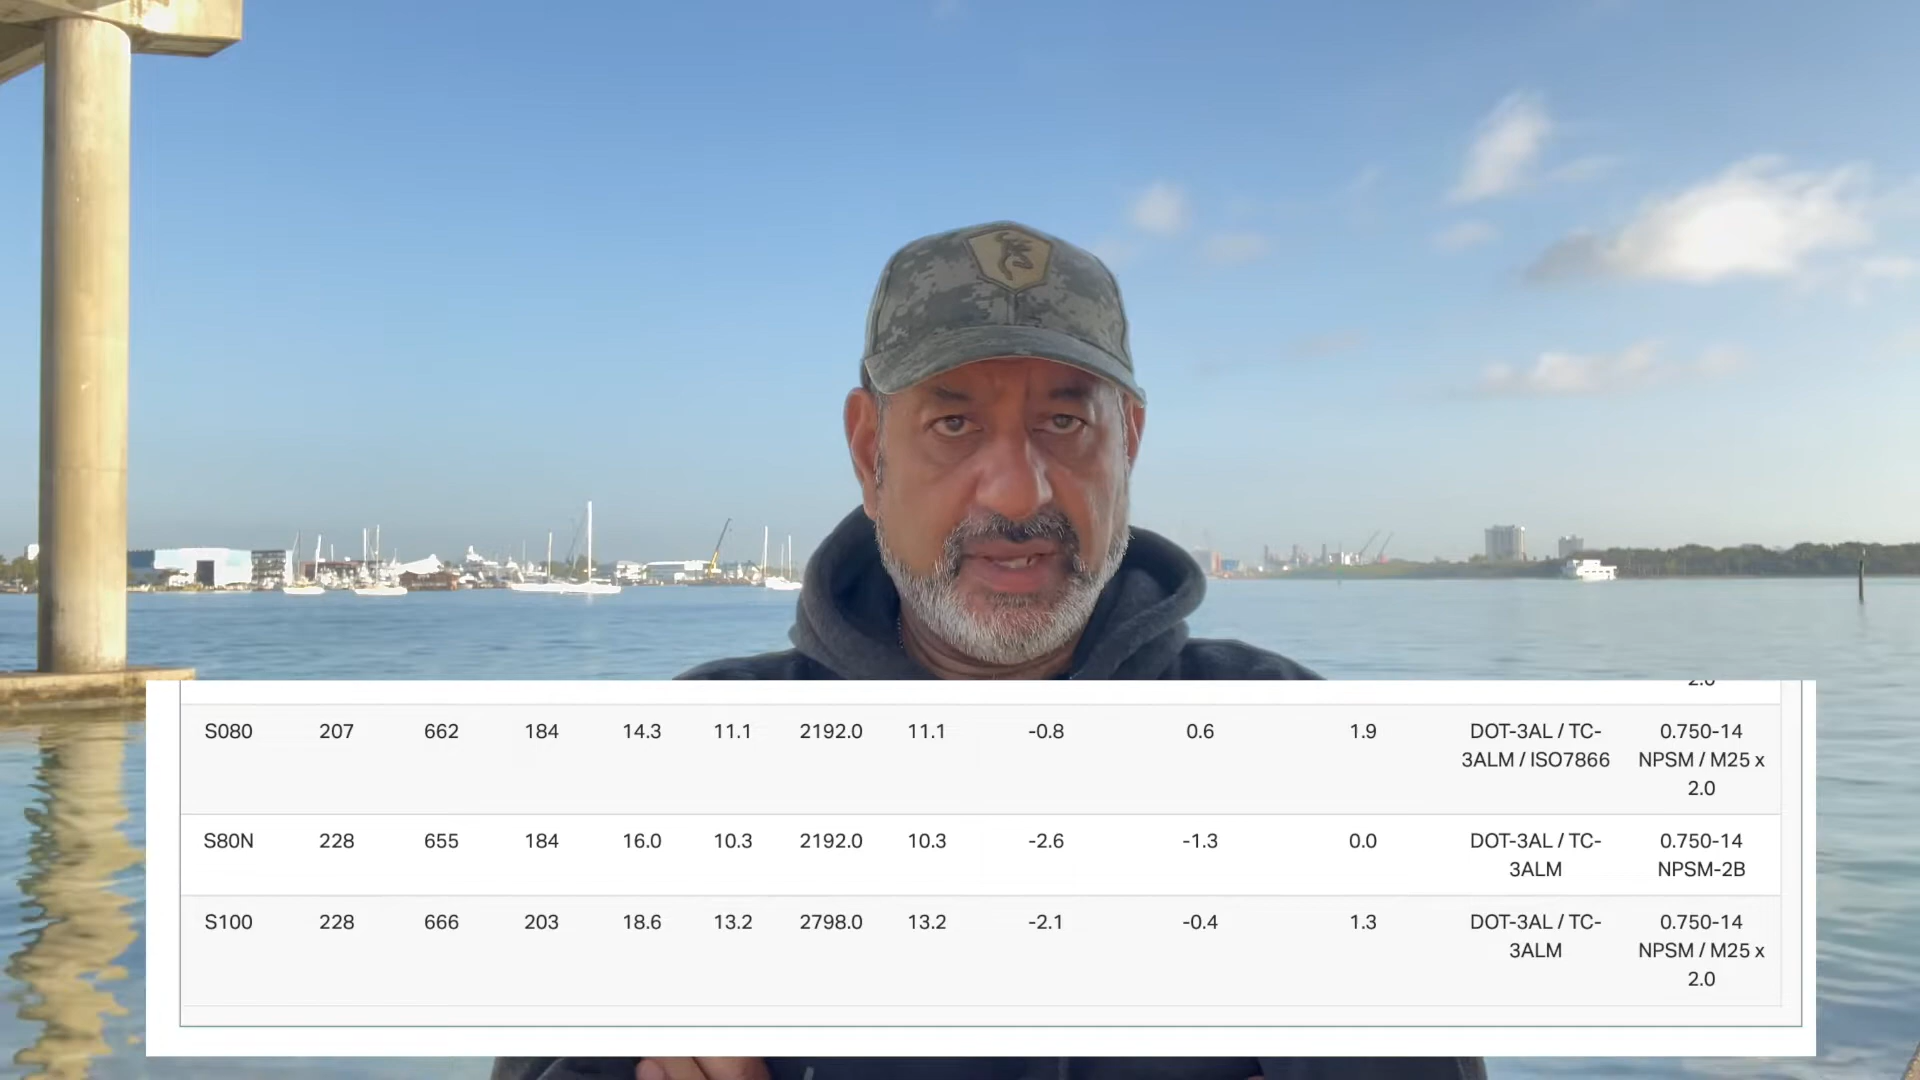 2.0
S080 207 662 184 14.3 11.1 2192.0 11.1 -0.8 0.6 1.9 DOT-3AL / TC- 0.750-14
3ALM / ISO7866 NPSM / M25 x
2.0
S80N 228 655 184 16.0 10.3 2192.0 10.3 -2.6 -1.3 0.0 DOT-3AL / TC- 0.750-14
3ALM NPSM-2B
S100 228 666 203 18.6 13.2 2798.0 13.2 -2.1 -0.4 1.3 DOT-3AL / TC- 0.750-14
3ALM NPSM / M25 x
2.0